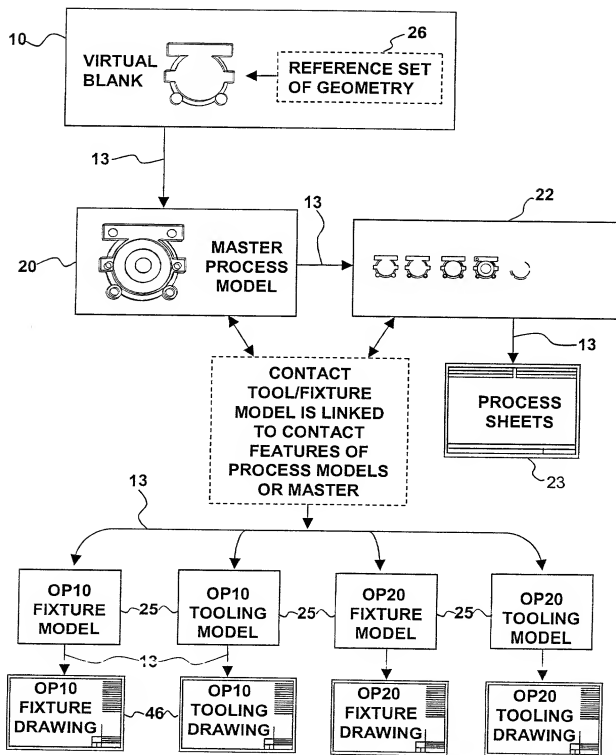 10
26
VIRTUAL
BLANK
REFERENCE SET
OF GEOMETRY
13
22
13
20
MASTER
PROCESS
MODEL
13
CONTACT
TOOL/FIXTURE
MODEL IS LINKED
TO CONTACT
FEATURES OF
PROCESS MODELS
OR MASTER
PROCESS
SHEETS
23
13
OP10
FIXTURE
MODEL
25
OP10
TOOLING
MODEL
25
OP20
FIXTURE
MODEL
25
OP20
TOOLING
MODEL
13
OP10
FIXTURE
DRAWING
46
OP10
TOOLING
DRAWING
OP20
FIXTURE
DRAWING
OP20
TOOLING
DRAWING